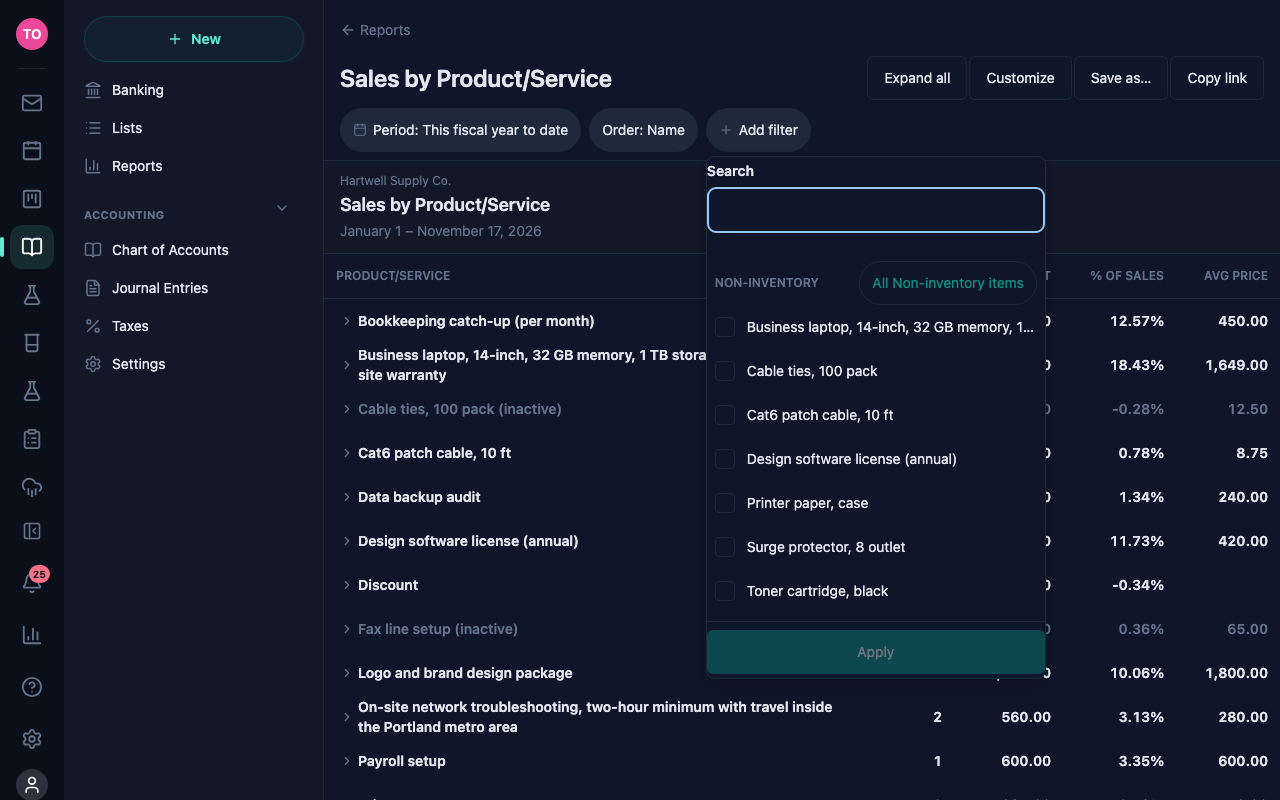 TO
25
New
Banking
Lists
Reports
ACCOUNTING
Chart of Accounts
Journal Entries
Taxes
Settings
Reports
Sales by Product/Service
Expand all
Customize
Save as...
Copy link
Period: This fiscal year to date
Order: Name
Add filter
Hartwell Supply Co.
Sales by Product/Service
January 1 – November 17, 2026
Search
NON-INVENTORY
All Non-inventory items
Business laptop, 14-inch, 32 GB memory, 1...
Cable ties, 100 pack
Cat6 patch cable, 10 ft
Design software license (annual)
Printer paper, case
Surge protector, 8 outlet
Toner cartridge, black
Apply
PRODUCT/SERVICE T % OF SALES AVG PRICE
Bookkeeping catch-up (per month) 0 12.57% 450.00
Business laptop, 14-inch, 32 GB memory, 1 TB stora
site warranty 0 18.43% 1,649.00
Cable ties, 100 pack (inactive) 0 -0.28% 12.50
Cat6 patch cable, 10 ft 0 0.78% 8.75
Data backup audit 0 1.34% 240.00
Design software license (annual) 0 11.73% 420.00
Discount 0 -0.34%
Fax line setup (inactive) 0 0.36% 65.00
Logo and brand design package 0 10.06% 1,800.00
On-site network troubleshooting, two-hour minimum with travel inside
the Portland metro area 2 560.00 3.13% 280.00
Payroll setup 1 600.00 3.35% 600.00